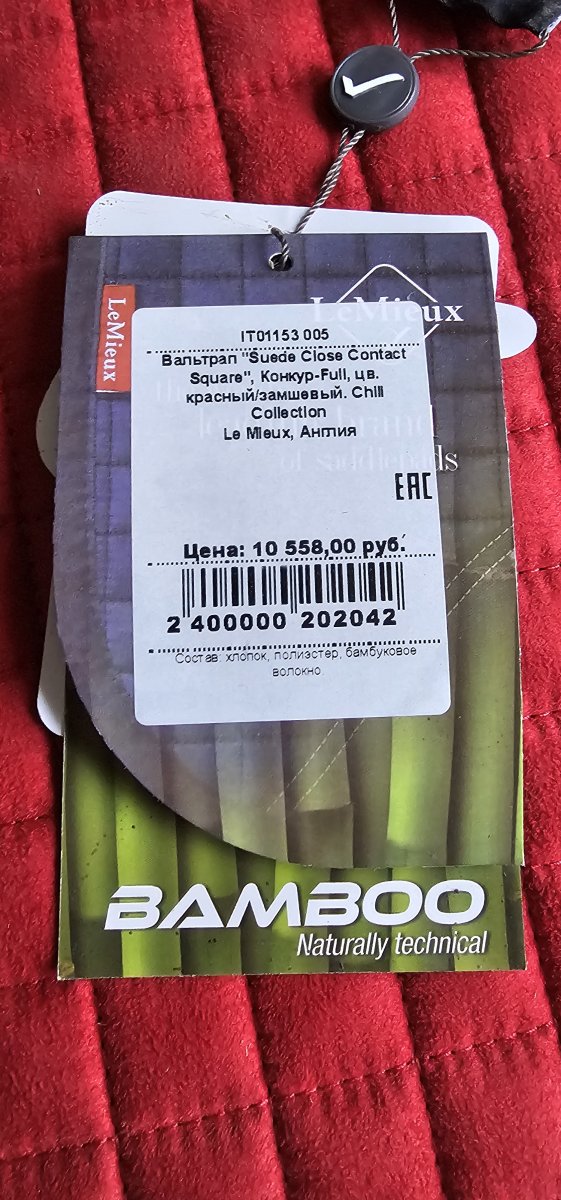 LeMieux
LeMieux
IT01153 005
Вальтрап "Suede Close Contact
Square", Конкур-Full, цв.
красный/замшевый. Chill
Collection
Le Mieux, Англия
of saddlepads
EAC
Цена: 10 558,00 руб.
2 400000 202042
Состав: хлопок, полиэстер, бамбуковое
волокно.
BAMBOO
Naturally technical